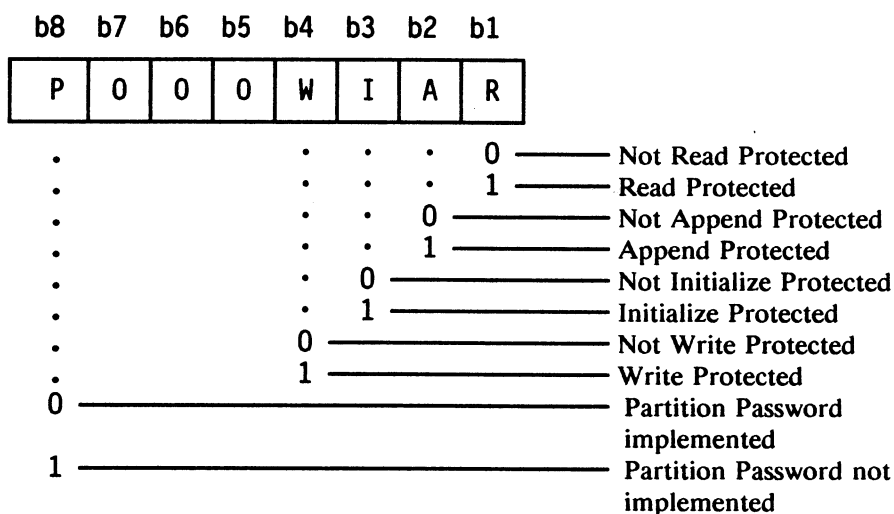 b8 b7 b6 b5 b4 b3 b2 b1
P 0 0 0 W I A R
0 Not Read Protected
1 Read Protected
0 Not Append Protected
1 Append Protected
0 Not Initialize Protected
1 Initialize Protected
0 Not Write Protected
1 Write Protected
0 Partition Password
implemented
1 Partition Password not
implemented